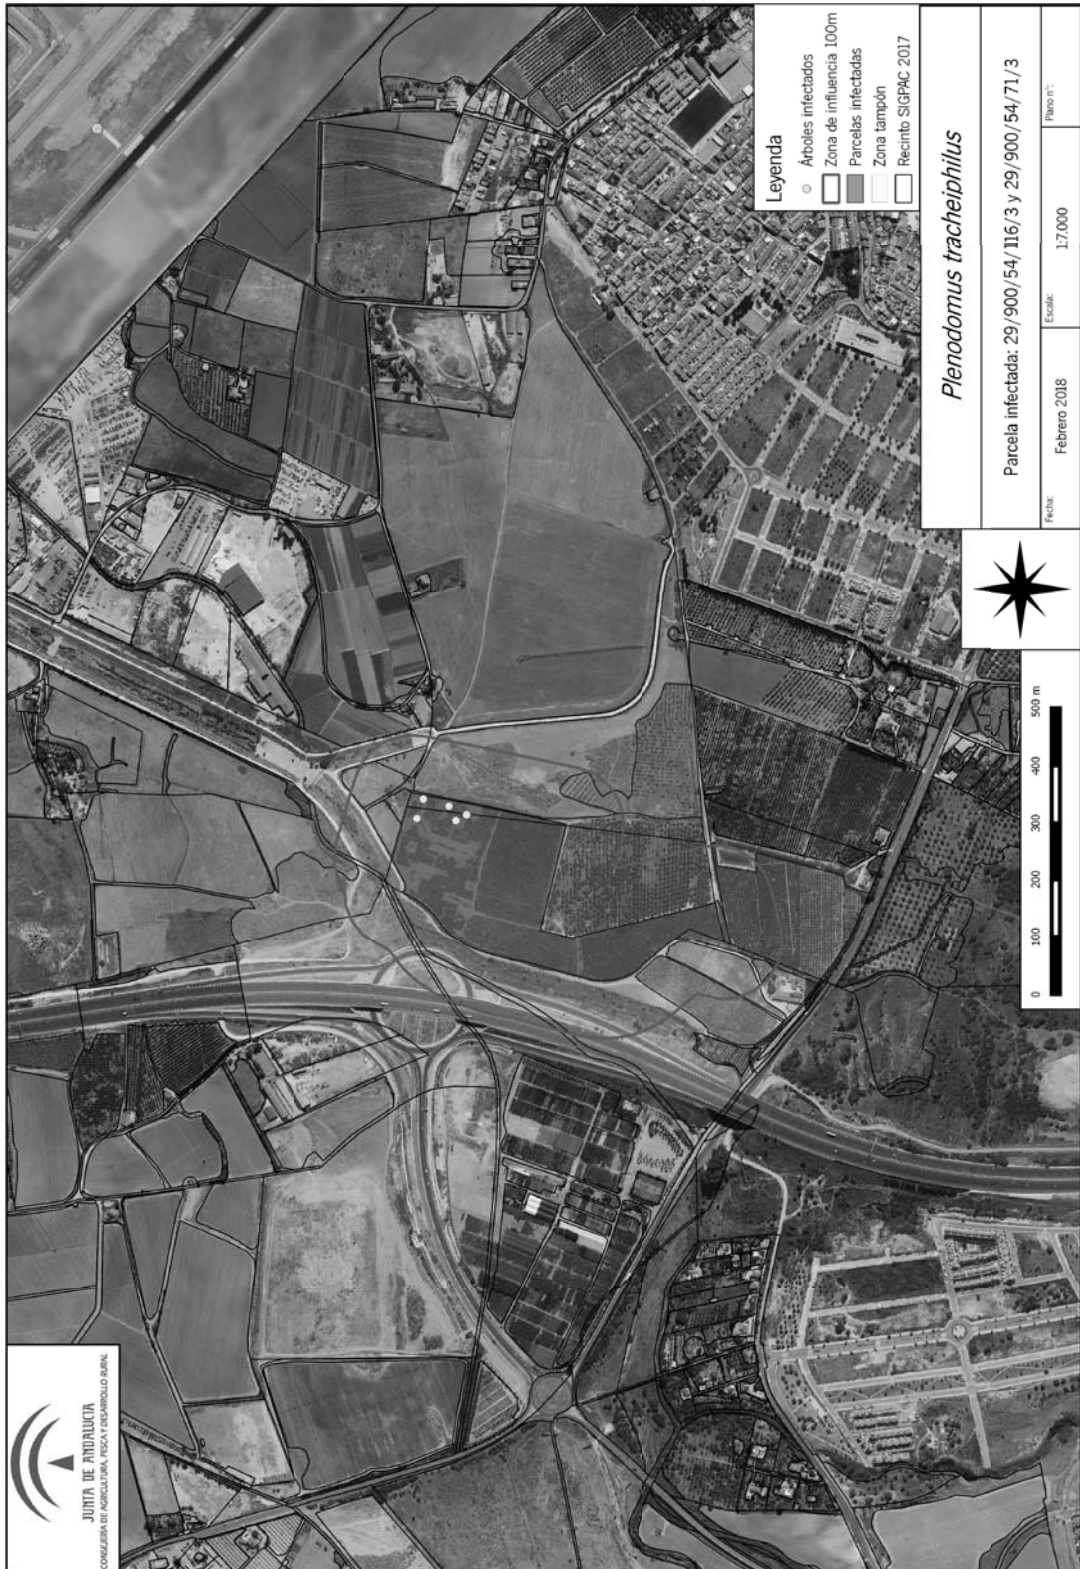 JUNTA DE ANDALUCIA
CONSEJERÍA DE AGRICULTURA, PESCA Y DESARROLLO RURAL
Leyenda
Árboles infectados
Zona de influencia 100m
Parcelas infectadas
Zona tampón
Recinto SIGPAC 2017
0 100 200 300 400 500 m
Plenodomus tracheiphilus
Parcela infectada: 29/900/54/116/3 y 29/900/54/71/3
Fecha: Febrero 2018
Escala: 1:7.000
Plano nº: